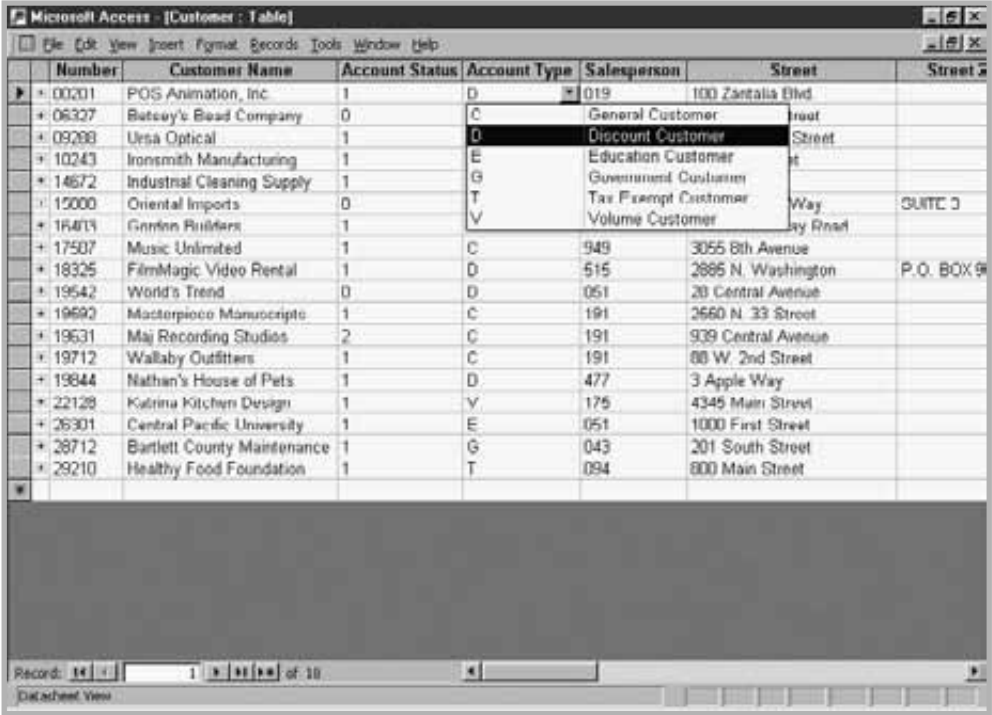 Microsoft Access - [Customer : Table]
File Edit View Insert Format Records Tools Window Help
Number Customer Name Account Status Account Type Salesperson Street Street
00201 POS Animation, Inc. 1 D 019 100 Zantalia Blvd.
06327 Betsey's Bead Company 0 C General Customer
09288 Ursa Optical 1 D Discount Customer Street
10243 Ironsmith Manufacturing 1 E Education Customer
14672 Industrial Cleaning Supply 1 G Government Customer
15000 Oriental Imports 0 T Tax Exempt Customer Way SUITE 3
16403 Gordon Builders 1 V Volume Customer Road
17507 Music Unlimited 1 C 949 3055 8th Avenue
18325 FilmMagic Video Rental 1 D 515 2885 N. Washington P.O. BOX
19542 World's Trend 0 D 051 28 Central Avenue
Masterpiece Manuscripts 1 C 191 2660 N. 33 Street
19631 Maj Recording Studios 2 C 191 939 Central Avenue
19712 Wallaby Outfitters 1 C 191 88 W. 2nd Street
19844 Nathan's House of Pets 1 D 477 3 Apple Way
22128 Katrina Kitchen Design 1 V 175 4345 Main Street
26301 Central Pacific University 1 E 051 1000 First Street
28712 Bartlett County Maintenance 1 G 043 201 South Street
29210 Healthy Food Foundation 1 T 094 800 Main Street
Record: 1 of 18
Datasheet View